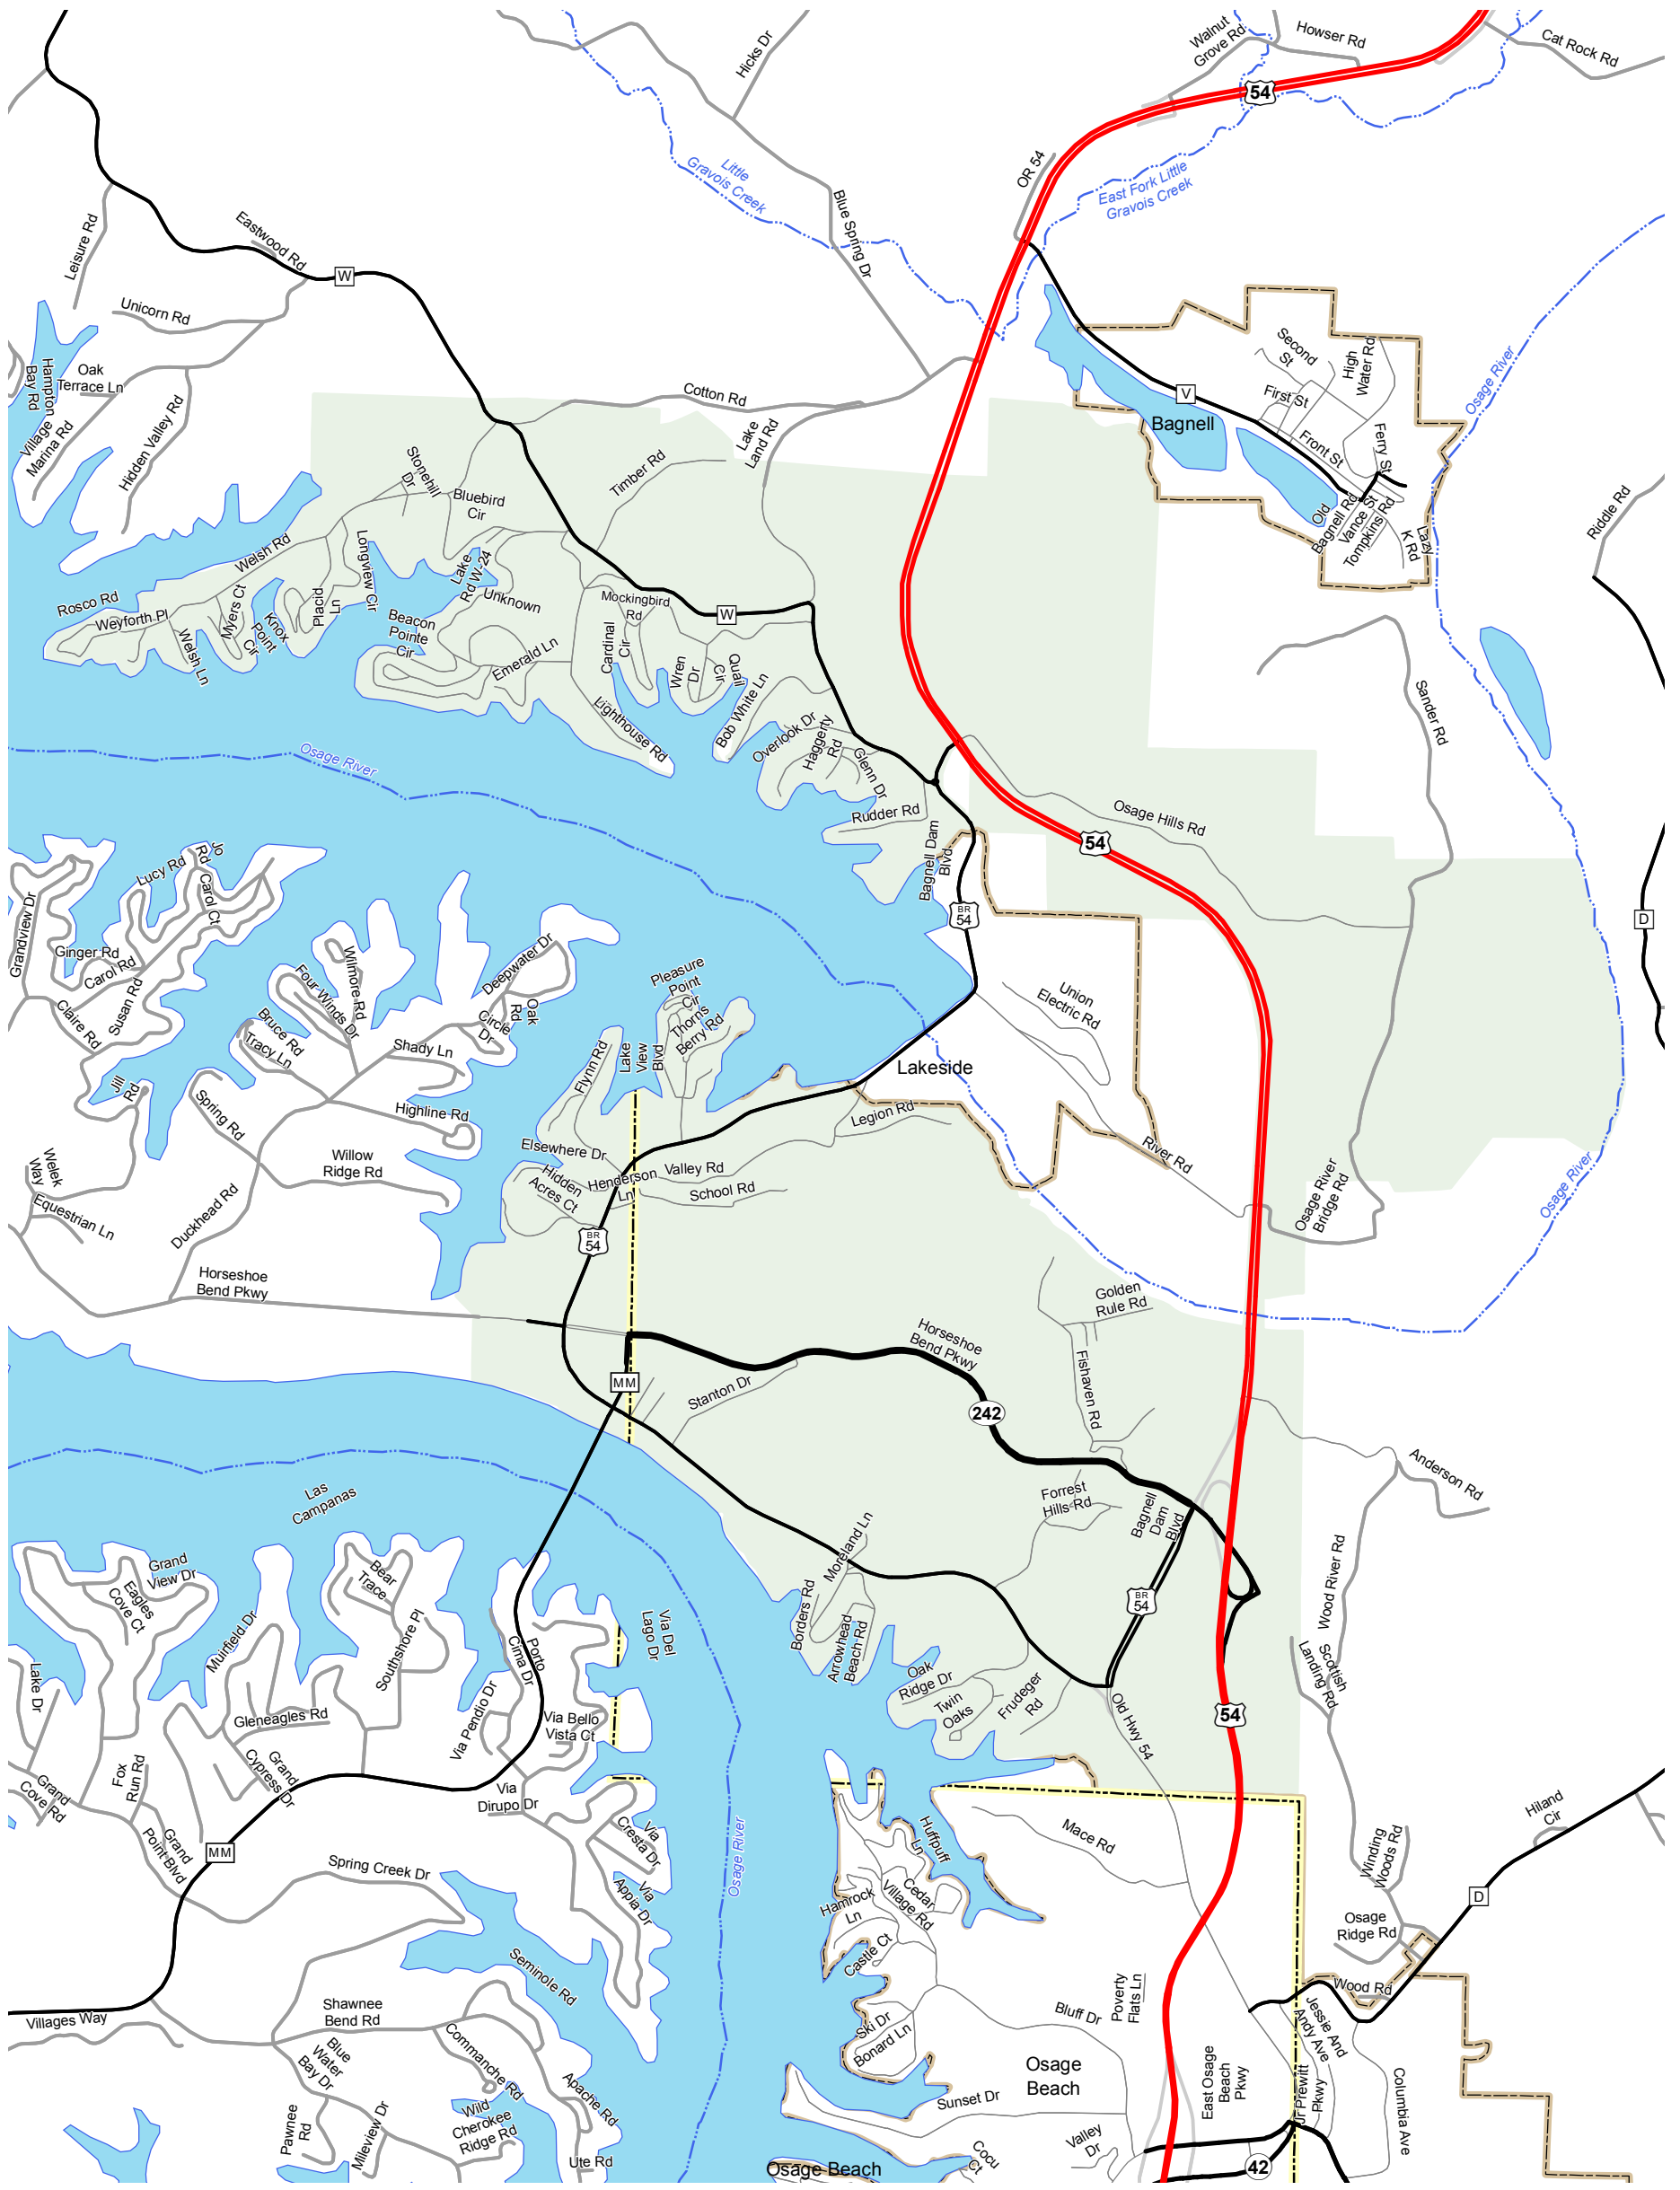 Walnut
Grove Rd
Howser Rd
Cat Rock Rd
Hicks Dr
54
Little
Gravois Creek
OR 54
East Fork Little
Gravois Creek
Blue Spring Dr
Leisure Rd
Eastwood Rd
W
Unicorn Rd
Hampton
Bay Rd
Oak
Terrace Ln
Village
Marina Rd
Hidden Valley Rd
Cotton Rd
Lake
Land Rd
Second
St
High
Water Rd
First St
V
Bagnell
Front St
Ferry St
Old
Bagnell Rd
Vance St
Tompkins Rd
Lazy
K Rd
Osage River
Riddle Rd
Stonehill
Dr
Bluebird
Cir
Timber Rd
Welsh Rd
Longview Cir
Lake
Rd W-24
Unknown
Rosco Rd
Weyforth Pl
Myers Ct
Knox
Point
Cir
Placid
Ln
Welsh Ln
Beacon
Pointe
Cir
Emerald Ln
Mockingbird
Rd
W
Cardinal
Cir
Wren
Dr
Quail
Cir
Bob White Ln
Lighthouse Rd
Overlook Dr
Haggerty
Rd
Glenn Dr
Rudder Rd
Sander Rd
Osage River
Osage Hills Rd
54
Bagnell Dam
Blvd
BR
54
D
Grandview Dr
Lucy Rd
Jo
Rd
Carol Ct
Ginger Rd
Carol Rd
Claire Rd
Susan Rd
Jill
Rd
Wilmore Rd
Four Winds Dr
Bruce Rd
Tracy Ln
Deepwater Dr
Oak
Rd
Circle
Dr
Shady Ln
Spring Rd
Highline Rd
Willow
Ridge Rd
Duckhead Rd
Welek
Way
Equestrian Ln
Horseshoe
Bend Pkwy
Pleasure
Point
Cir
Thorns
Berry Rd
Lake
View
Blvd
Flynn Rd
Union
Electric Rd
Lakeside
Legion Rd
Elsewhere Dr
Hidden
Acres Ct
Henderson
Ln
Valley Rd
School Rd
River Rd
Osage River
Bridge Rd
Osage River
BR
54
Golden
Rule Rd
Horseshoe
Bend Pkwy
Fishaven Rd
MM
Stanton Dr
242
Anderson Rd
Forrest
Hills Rd
Bagnell
Dam
Blvd
BR
54
Moreland Ln
Borders Rd
Arrowhead
Beach Rd
Wood River Rd
Scottish
Landing Rd
Las
Campanas
Grand
View Dr
Eagles
Cove Ct
Bear
Trace
Muirfield Dr
Southshore Pl
Lake Dr
Gleneagles Rd
Grand
Cypress Dr
Fox
Run Rd
Grand
Cove Rd
Grand
Point Blvd
MM
Porto
Cima Dr
Via Del
Lago Dr
Via Pendio Dr
Via Bello
Vista Ct
Via
Dirupo Dr
Via
Cresta Dr
Via
Appia Dr
Oak
Ridge Dr
Twin
Oaks
Frudeger
Rd
Old Hwy 54
54
Osage River
Mace Rd
Huffpuff
Ln
Cedar
Village Rd
Hamrock
Ln
Castle Ct
Winding
Woods Rd
Hiland
Cir
D
Osage
Ridge Rd
Wood Rd
Spring Creek Dr
Seminole Rd
Villages Way
Shawnee
Bend Rd
Blue
Water
Bay Dr
Commanche Rd
Apache Rd
Wild
Cherokee
Ridge Rd
Pawnee
Rd
Mileview Dr
Ute Rd
Ski Dr
Bonard Ln
Bluff Dr
Poverty
Flats Ln
Osage
Beach
Sunset Dr
East Osage
Beach
Pkwy
Jessie And
Andy Ave
Jr Prewitt
Pkwy
Columbia Ave
Valley
Dr
Cocu
Ct
Osage Beach
42